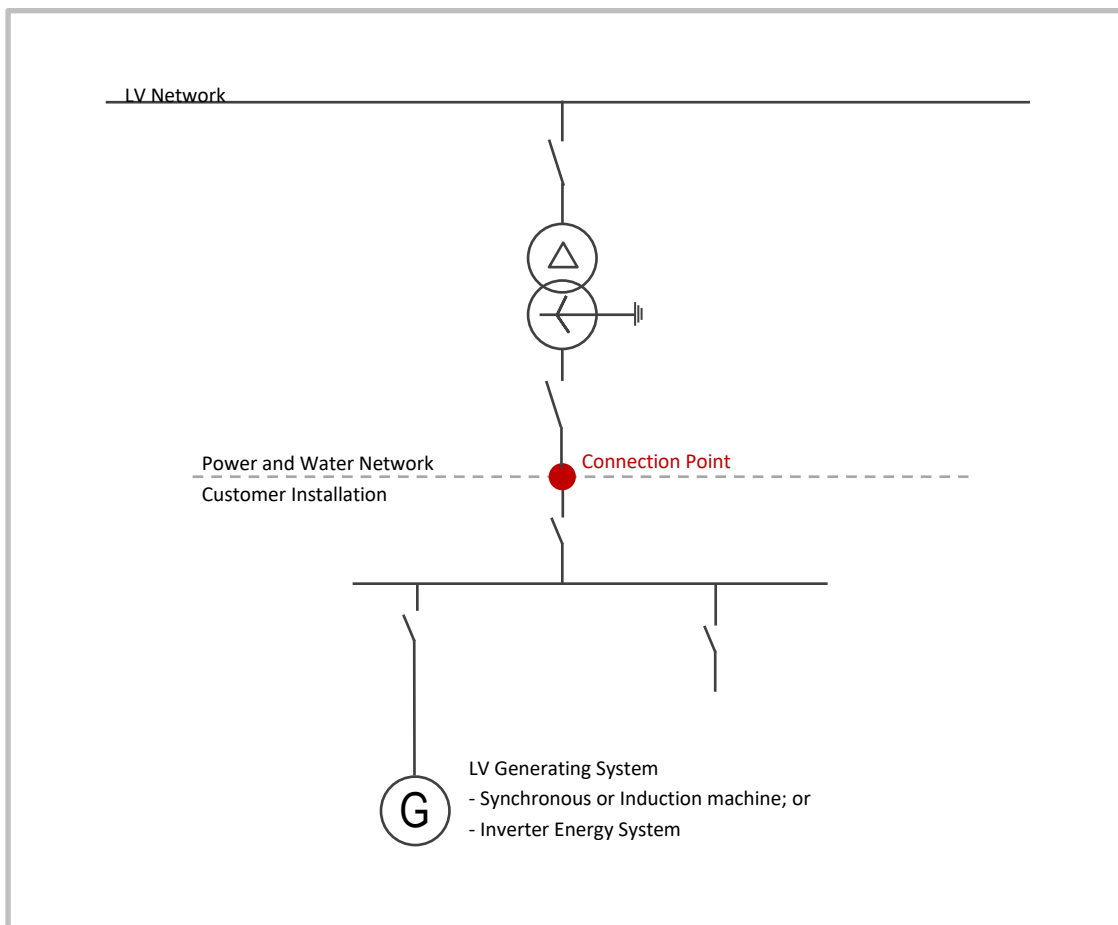 LV Network
Power and Water Network
Connection Point
Customer Installation
LV Generating System
- Synchronous or Induction machine; or
- Inverter Energy System
G